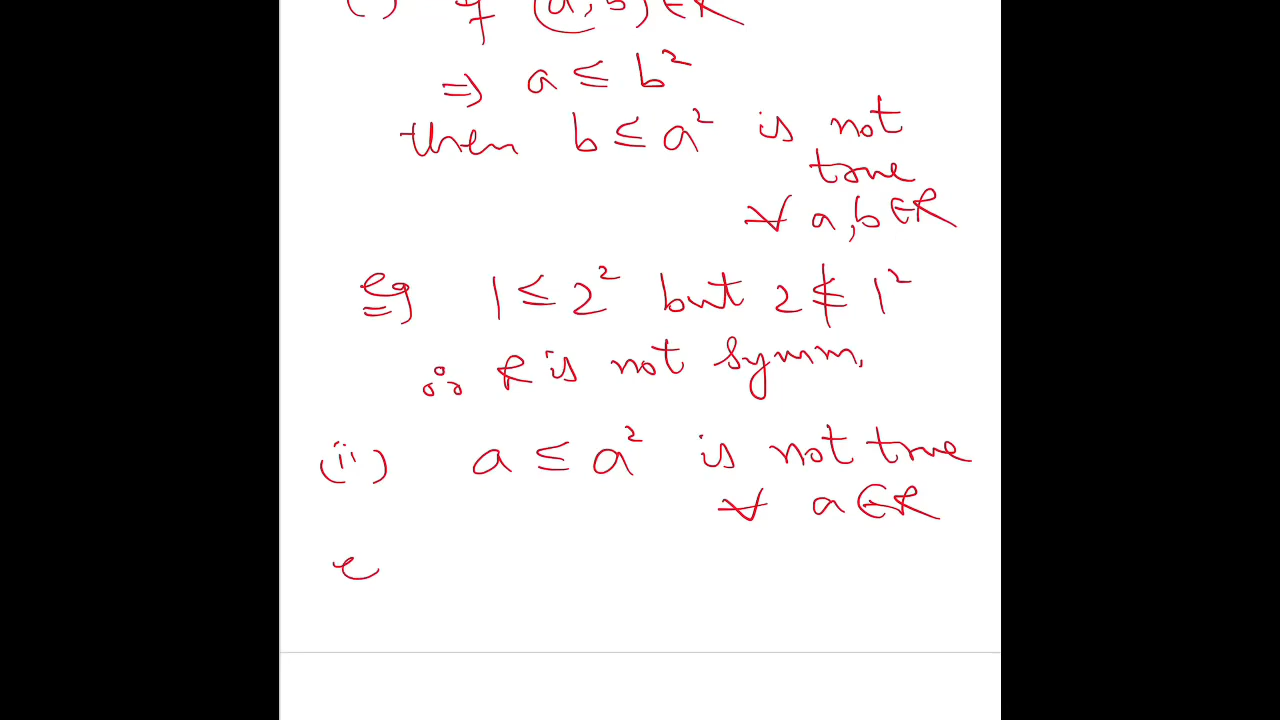 (i) If (a,b)∈R
⇒ a ≤ b²
then b ≤ a² is not
true
∀ a,b∈R
eg 1 ≤ 2² but 2 ≰ 1²
∴ R is not symm.
(ii) a ≤ a² is not true
∀ a∈R
e